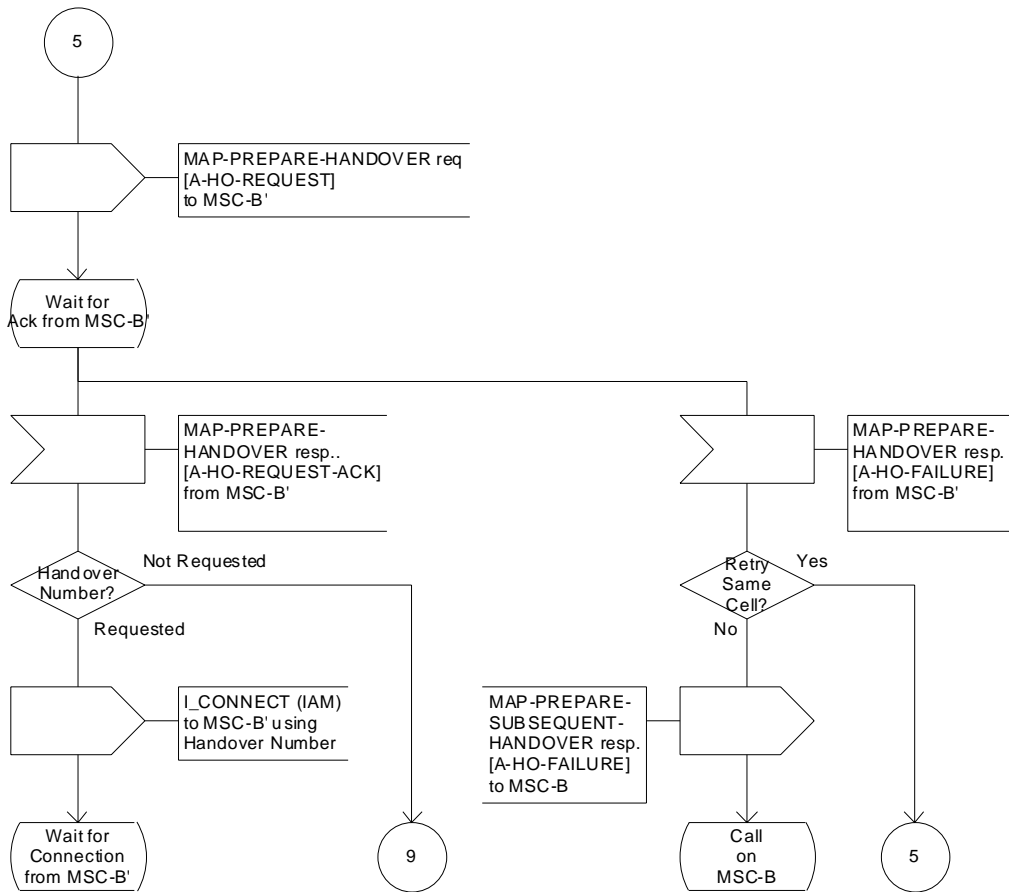 5
MAP-PREPARE-HANDOVER req
[A-HO-REQUEST]
to MSC-B'
Wait for
Ack from MSC-B'
MAP-PREPARE-
HANDOVER resp..
[A-HO-REQUEST-ACK]
from MSC-B'
MAP-PREPARE-
HANDOVER resp.
[A-HO-FAILURE]
from MSC-B'
Handover
Number?
Not Requested
Requested
Retry
Same
Cell?
Yes
No
I_CONNECT (IAM)
to MSC-B' using
Handover Number
MAP-PREPARE-
SUBSEQUENT-
HANDOVER resp.
[A-HO-FAILURE]
to MSC-B
Wait for
Connection
from MSC-B'
9
Call
on
MSC-B
5